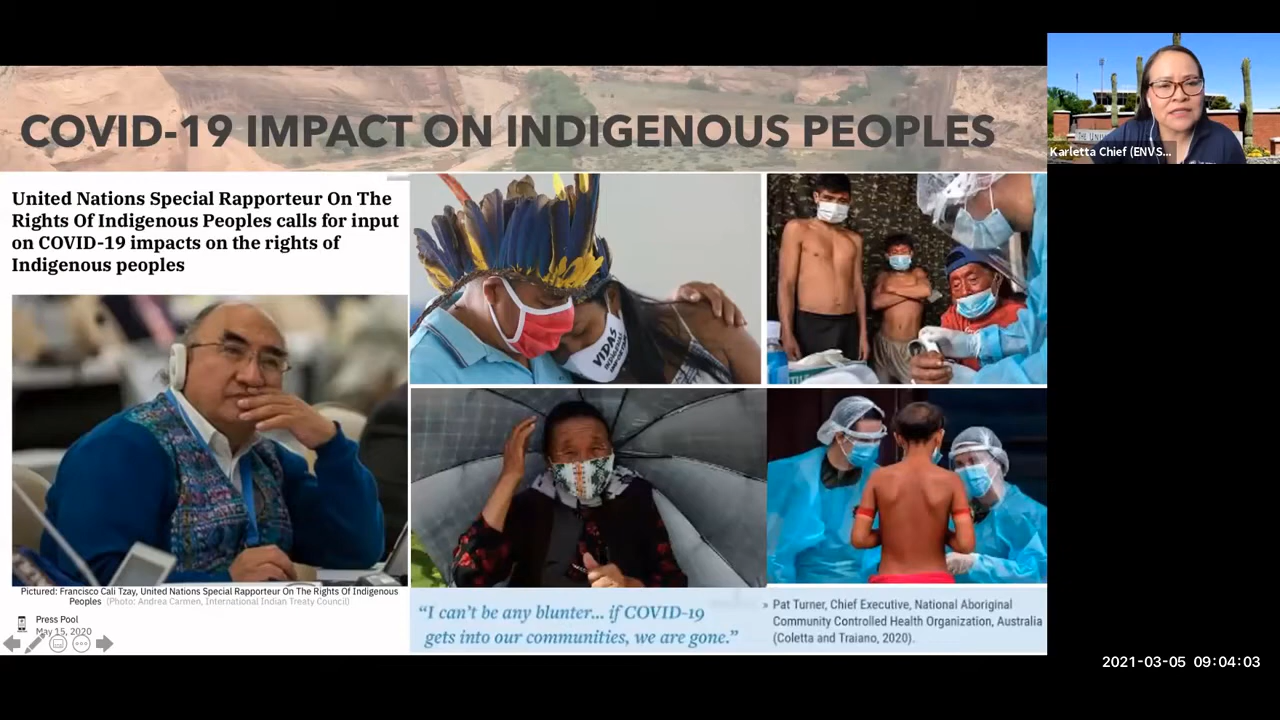 COVID-19 IMPACT ON INDIGENOUS PEOPLES
Karletta Chief (ENVS...
United Nations Special Rapporteur On The
Rights Of Indigenous Peoples calls for input
on COVID-19 impacts on the rights of
Indigenous peoples
VIDAS
Pictured: Francisco Cali Tzay, United Nations Special Rapporteur On The Rights Of Indigenous
Peoples (Photo: Andrea Carmen, International Indian Treaty Council)
Press Pool
May 15, 2020
“I can’t be any blunter... if COVID-19
gets into our communities, we are gone.”
» Pat Turner, Chief Executive, National Aboriginal
Community Controlled Health Organization, Australia
(Coletta and Traiano, 2020).
2021-03-05 09:04:03